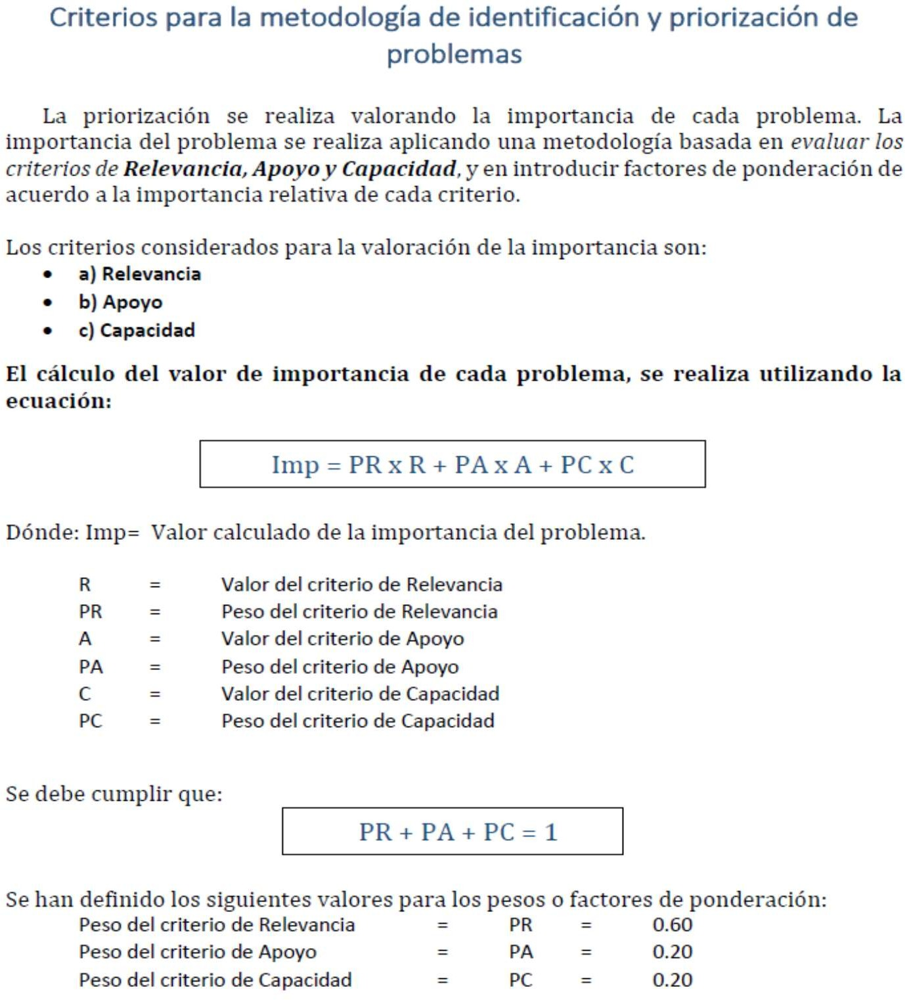 Criterios para la metodología de identificación y priorización de
problemas
La priorización se realiza valorando la importancia de cada problema. La
importancia del problema se realiza aplicando una metodología basada en evaluar los
criterios de Relevancia, Apoyo y Capacidad, y en introducir factores de ponderación de
acuerdo a la importancia relativa de cada criterio.
Los criterios considerados para la valoración de la importancia son:
• a) Relevancia
• b) Apoyo
• c) Capacidad
El cálculo del valor de importancia de cada problema, se realiza utilizando la
ecuación:
Imp = PR x R + PA x A + PC x C
Dónde: Imp= Valor calculado de la importancia del problema.
R = Valor del criterio de Relevancia
PR = Peso del criterio de Relevancia
A = Valor del criterio de Apoyo
PA = Peso del criterio de Apoyo
C = Valor del criterio de Capacidad
PC = Peso del criterio de Capacidad
Se debe cumplir que:
PR + PA + PC = 1
Se han definido los siguientes valores para los pesos o factores de ponderación:
Peso del criterio de Relevancia = PR = 0.60
Peso del criterio de Apoyo = PA = 0.20
Peso del criterio de Capacidad = PC = 0.20